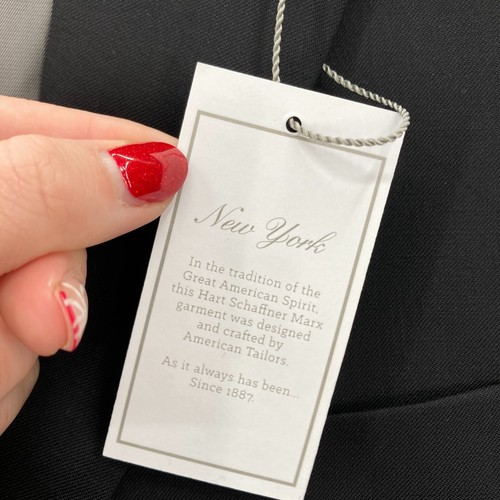 New York
In the tradition of the
Great American Spirit,
this Hart Schaffner Marx
garment was designed
and crafted by
American Tailors.
As it always has been...
Since 1887.